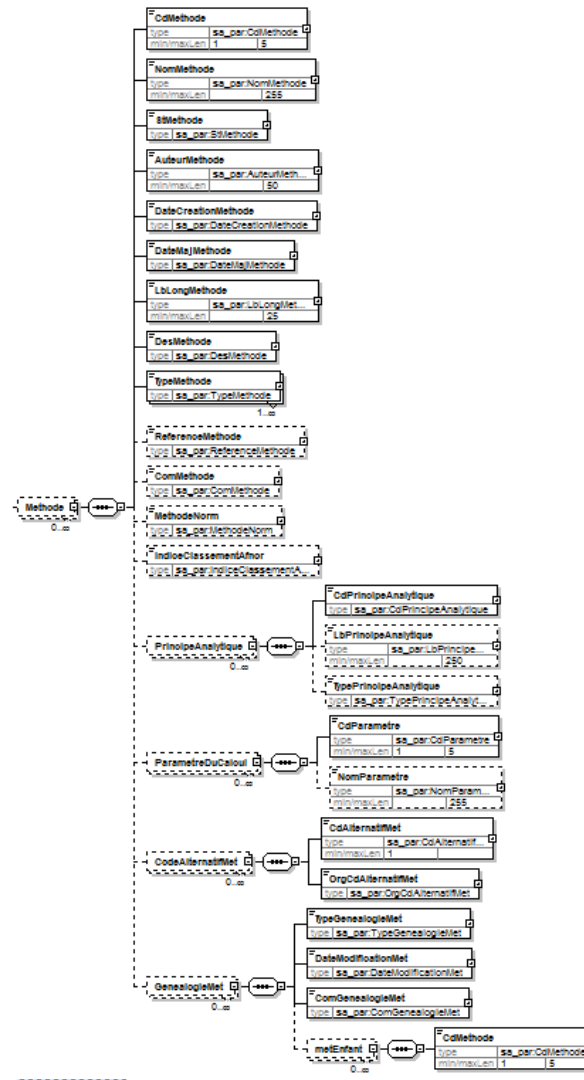 CdMethode
type sa_par:CdMethode
min/maxLen 1 5
NomMethode
type sa_par:NomMethode
min/maxLen 255
StMethode
type sa_par:StMethode
AuteurMethode
type sa_par:AuteurMeth...
min/maxLen 50
DateCreationMethode
type sa_par:DateCreationMethode
DateMajMethode
type sa_par:DateMajMethode
LbLongMethode
type sa_par:LbLongMet...
min/maxLen 25
DesMethode
type sa_par:DesMethode
TypeMethode
type sa_par:TypeMethode
1..∞
ReferenceMethode
type sa_par:ReferenceMethode
ComMethode
type sa_par:ComMethode
Methode
0..∞
MethodeNorm
type sa_par:MethodeNorm
IndiceClassementAfnor
type sa_par:IndiceClassementA...
PrincipeAnalytique
0..∞
CdPrincipeAnalytique
type sa_par:CdPrincipeAnalytique
LbPrincipeAnalytique
type sa_par:LbPrincipe...
min/maxLen 250
TypePrincipeAnalytique
type sa_par:TypePrincipeAnalyt...
ParametreDuCalcul
0..∞
CdParametre
type sa_par:CdParametre
min/maxLen 1 5
NomParametre
type sa_par:NomParam...
min/maxLen 255
CodeAlternatifMet
0..∞
CdAlternatifMet
type sa_par:CdAlternatif...
min/maxLen 1
OrgCdAlternatifMet
type sa_par:OrgCdAlternatifMet
GenealogieMet
0..∞
TypeGenealogieMet
type sa_par:TypeGenealogieMet
DateModificationMet
type sa_par:DateModificationMet
ComGenealogieMet
type sa_par:ComGenealogieMet
metEnfant
0..∞
CdMethode
type sa_par:CdMethode
min/maxLen 1 5